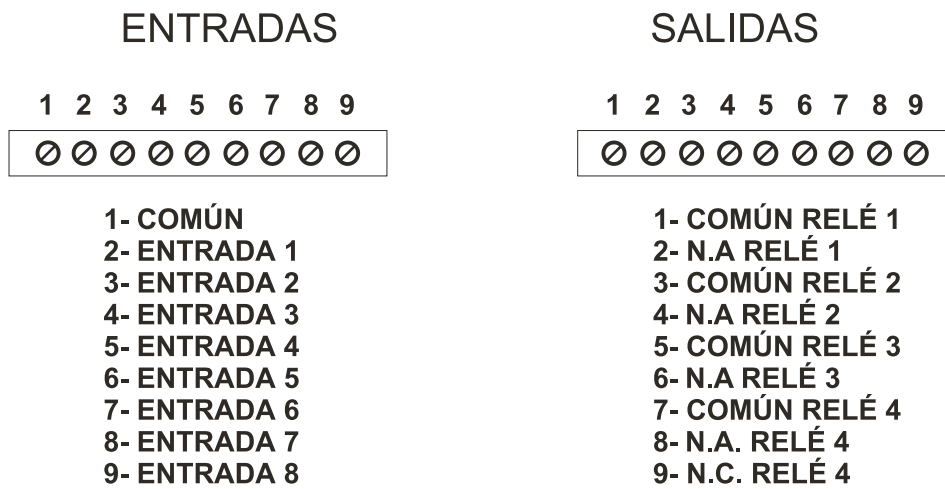 ENTRADAS
1 2 3 4 5 6 7 8 9
1- COMÚN
2- ENTRADA 1
3- ENTRADA 2
4- ENTRADA 3
5- ENTRADA 4
6- ENTRADA 5
7- ENTRADA 6
8- ENTRADA 7
9- ENTRADA 8
SALIDAS
1 2 3 4 5 6 7 8 9
1- COMÚN RELÉ 1
2- N.A RELÉ 1
3- COMÚN RELÉ 2
4- N.A RELÉ 2
5- COMÚN RELÉ 3
6- N.A RELÉ 3
7- COMÚN RELÉ 4
8- N.A. RELÉ 4
9- N.C. RELÉ 4